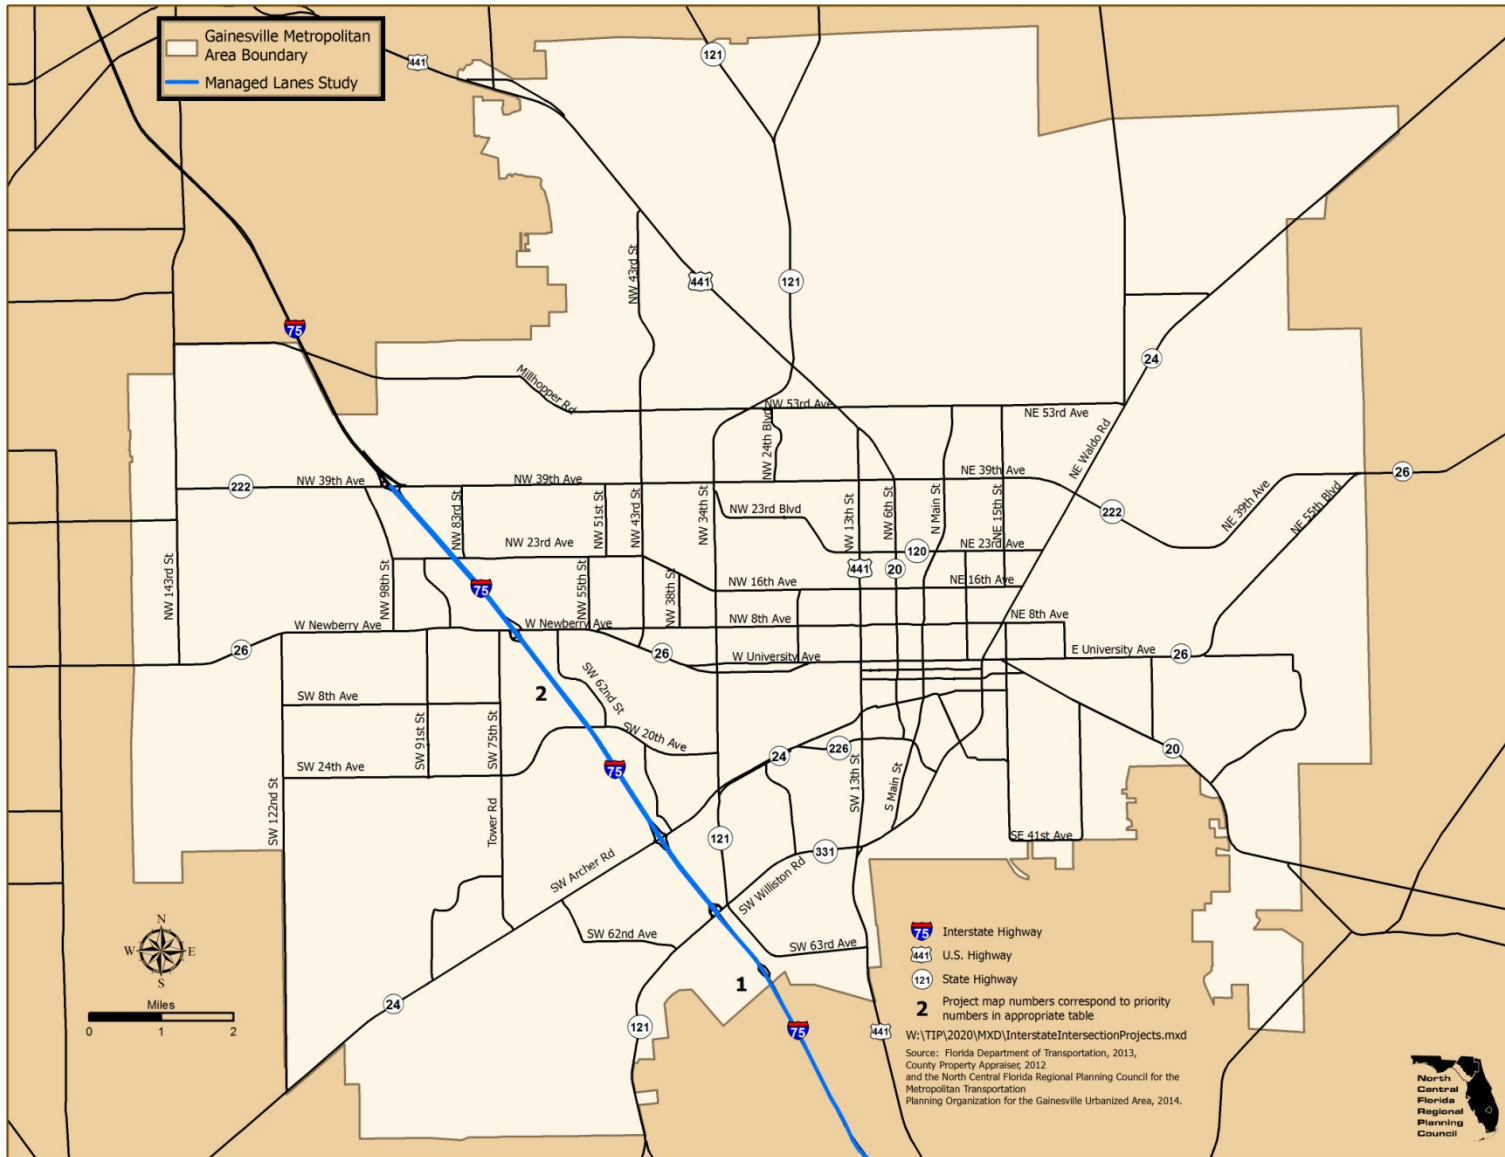 Gainesville Metropolitan
Area Boundary
Managed Lanes Study
441
121
NW 43rd St
441
121
75
24
Millhopper Rd
NW 53rd Ave
NE 53rd Ave
NW 24th Blvd
NE Waldo Rd
222
NW 39th Ave
NW 39th Ave
NE 39th Ave
26
NW 83rd St
NW 51st St
NW 43rd St
NW 34th St
NW 23rd Blvd
NW 13th St
NW 6th St
N Main St
NE 15th St
222
NE 39th Ave
NE 55th Blvd
NW 23rd Ave
120
NE 23rd Ave
NW 143rd St
NW 98th St
75
NW 55th St
NW 38th St
NW 16th Ave
441
20
NE 16th Ave
W Newberry Ave
W Newberry Ave
NW 8th Ave
NE 8th Ave
26
26
W University Ave
E University Ave
26
SW 8th Ave
2
SW 62nd St
SW 91st St
SW 75th St
SW 20th Ave
24
226
20
SW 24th Ave
75
SW 122nd St
Tower Rd
SW 13th St
S Main St
121
331
SE 41st Ave
SW Archer Rd
SW Williston Rd
SW 62nd Ave
SW 63rd Ave
1
24
121
75
441
N
W
E
S
Miles
0
1
2
75 Interstate Highway
441 U.S. Highway
121 State Highway
2 Project map numbers correspond to priority
numbers in appropriate table
W:\TIP\2020\MXD\InterstateIntersectionProjects.mxd
Source: Florida Department of Transportation, 2013,
County Property Appraiser, 2012
and the North Central Florida Regional Planning Council for the
Metropolitan Transportation
Planning Organization for the Gainesville Urbanized Area, 2014.
North
Central
Florida
Regional
Planning
Council